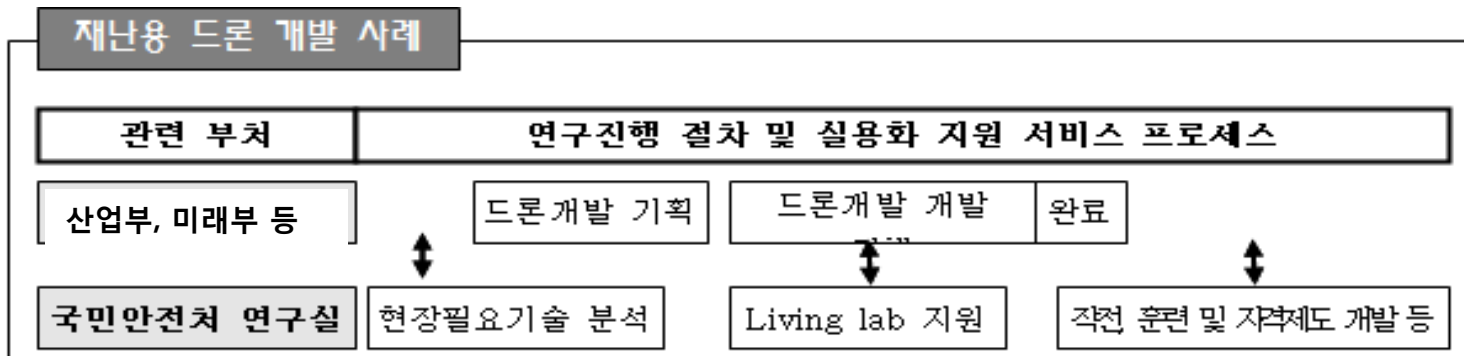 재난용 드론 개발 사례
관련 부처 연구진행 절차 및 실용화 지원 서비스 프로세스
산업부, 미래부 등 드론개발 기획 드론개발 개발 완료
국민안전처 연구실 현장필요기술 분석 Living lab 지원 작전, 훈련 및 자격제도 개발 등